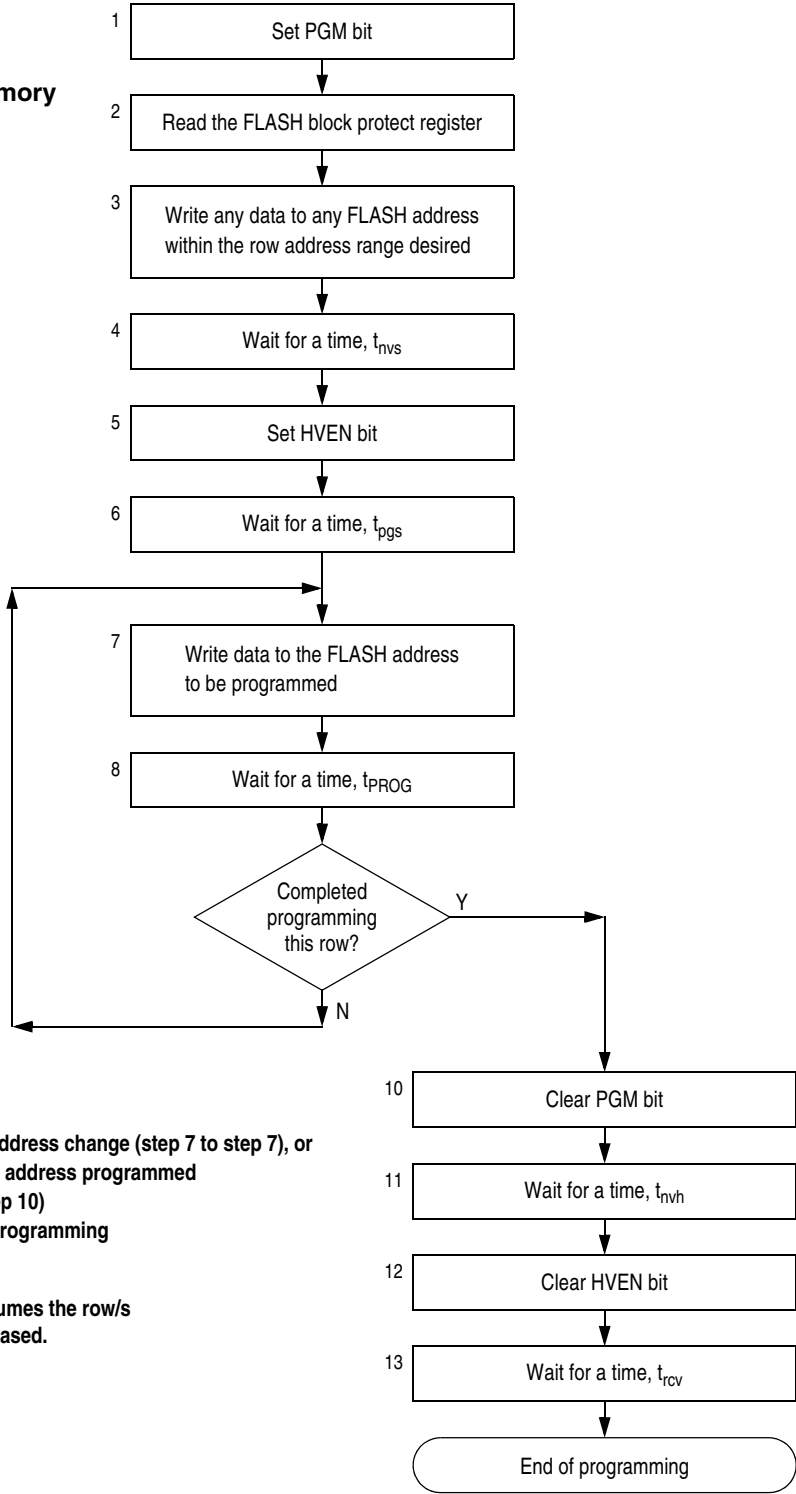 1
Set PGM bit
mory
2
Read the FLASH block protect register
3
Write any data to any FLASH address
within the row address range desired
4
Wait for a time, tnvs
5
Set HVEN bit
6
Wait for a time, tpgs
7
Write data to the FLASH address
to be programmed
8
Wait for a time, tPROG
Completed
programming
this row?
Y
N
10
Clear PGM bit
ddress change (step 7 to step 7), or
address programmed
p 10)
rogramming
11
Wait for a time, tnvh
12
Clear HVEN bit
umes the row/s
ased.
13
Wait for a time, trcv
End of programming